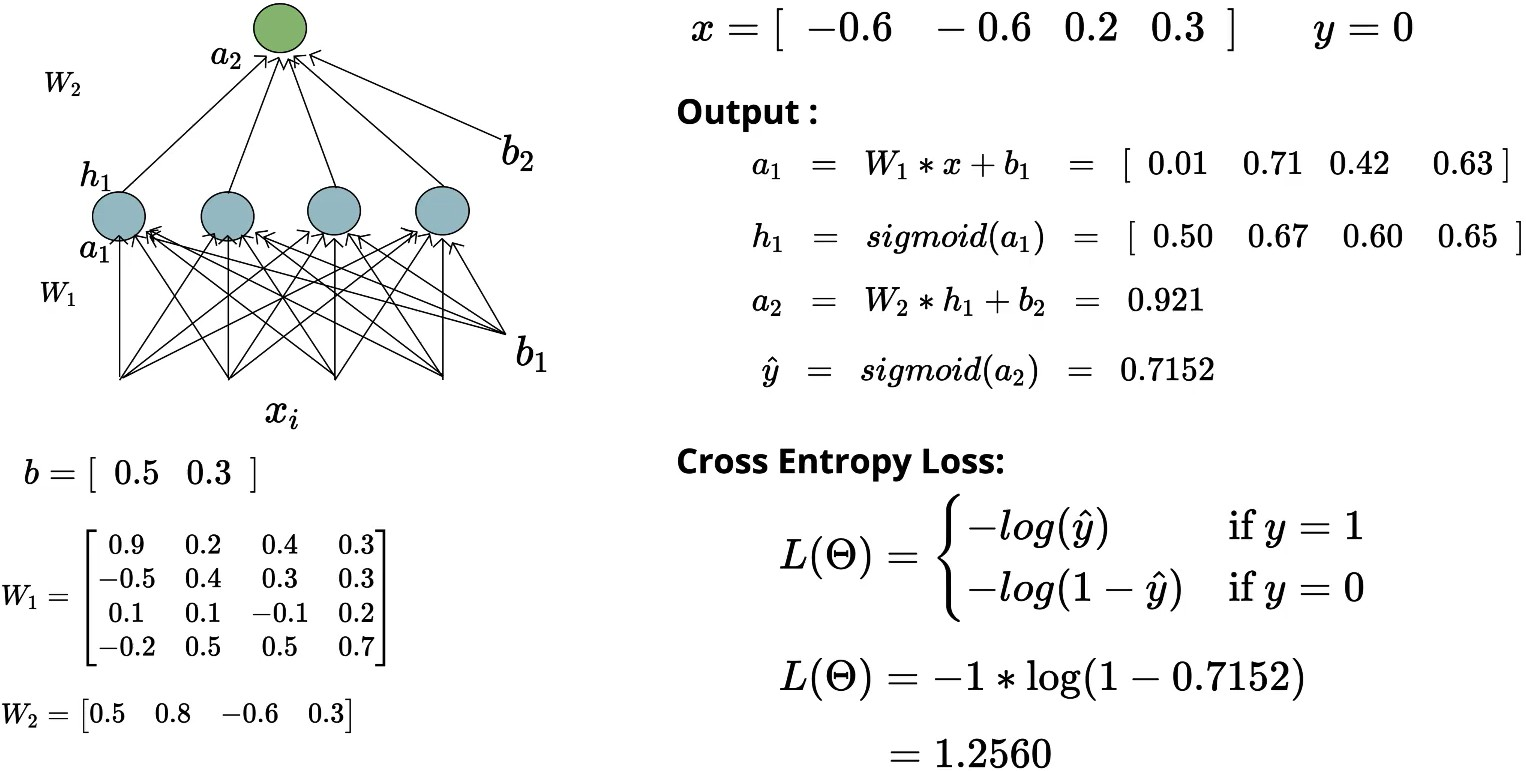 a₂
W₂
b₂
h₁
a₁
W₁
b₁
xᵢ
b = [ 0.5 0.3 ]
W₁ = [ 0.9 0.2 0.4 0.3
−0.5 0.4 0.3 0.3
0.1 0.1 −0.1 0.2
−0.2 0.5 0.5 0.7 ]
W₂ = [0.5 0.8 −0.6 0.3]
x = [ −0.6 − 0.6 0.2 0.3 ] y = 0
Output :
a₁ = W₁ ∗ x + b₁ = [ 0.01 0.71 0.42 0.63 ]
h₁ = sigmoid(a₁) = [ 0.50 0.67 0.60 0.65 ]
a₂ = W₂ ∗ h₁ + b₂ = 0.921
ŷ = sigmoid(a₂) = 0.7152
Cross Entropy Loss:
L(Θ) = { −log(ŷ) if y = 1
−log(1 − ŷ) if y = 0
L(Θ) = −1 ∗ log(1 − 0.7152)
= 1.2560